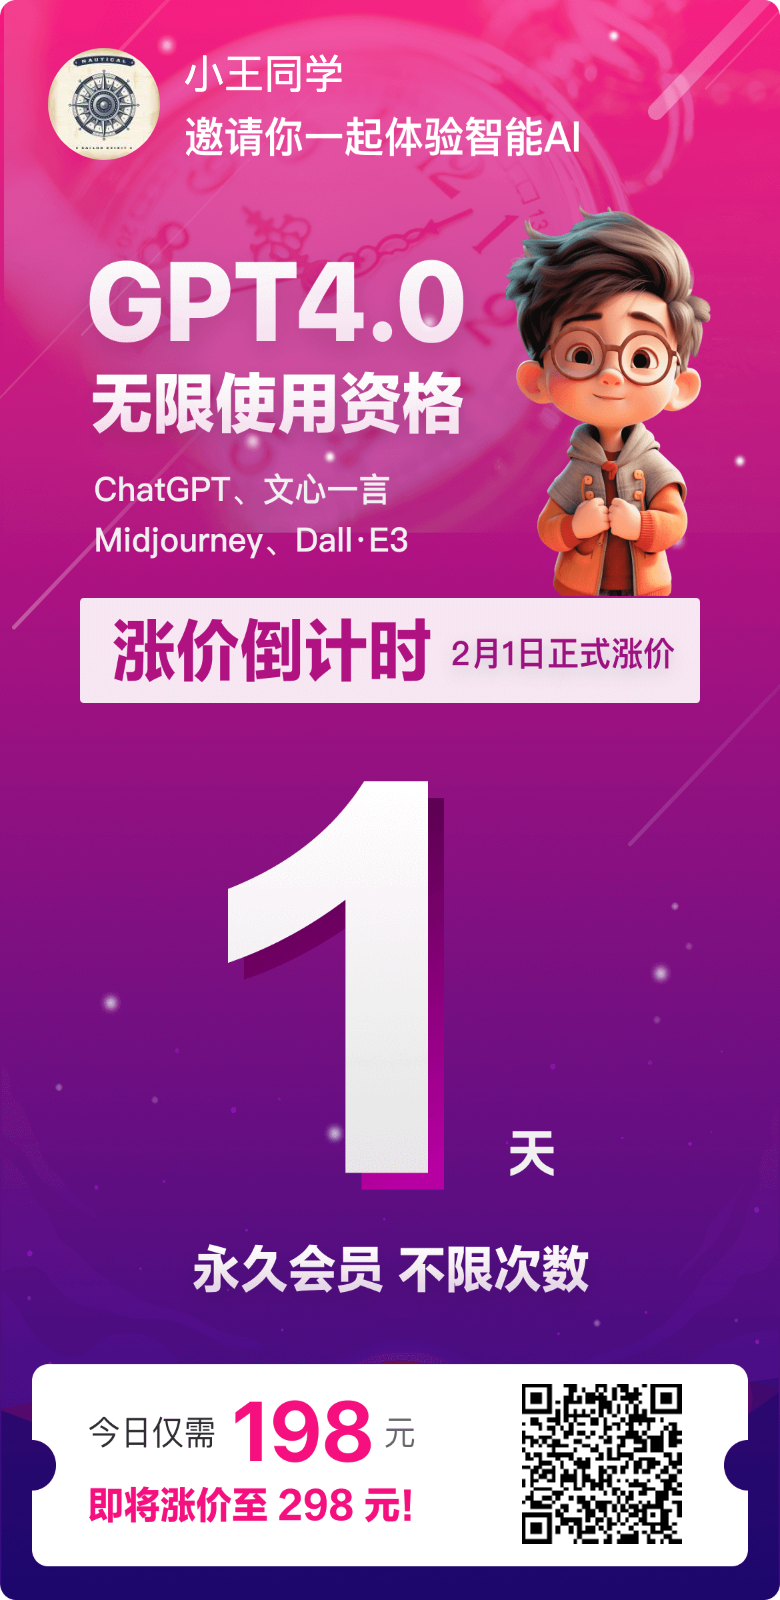 NAUTICAL
小王同学
邀请你一起体验智能AI
GPT4.0
无限使用资格
ChatGPT、文心一言
Midjourney、Dall·E3
涨价倒计时 2月1日正式涨价
1 天
永久会员 不限次数
今日仅需 198 元
即将涨价至 298 元!